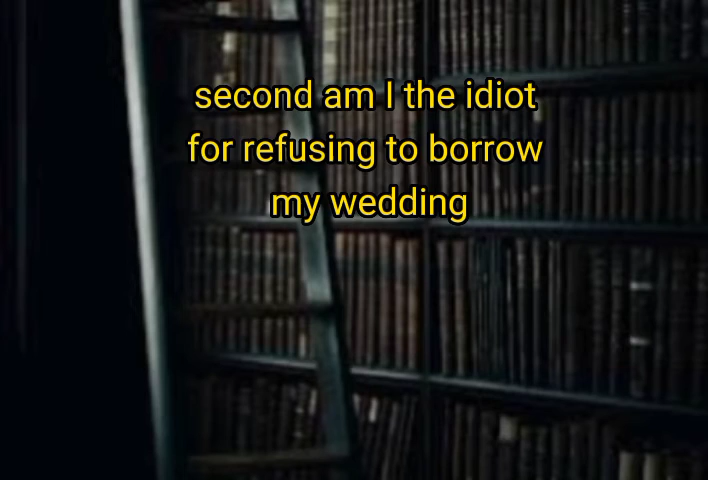 second am I the idiot
for refusing to borrow
my wedding